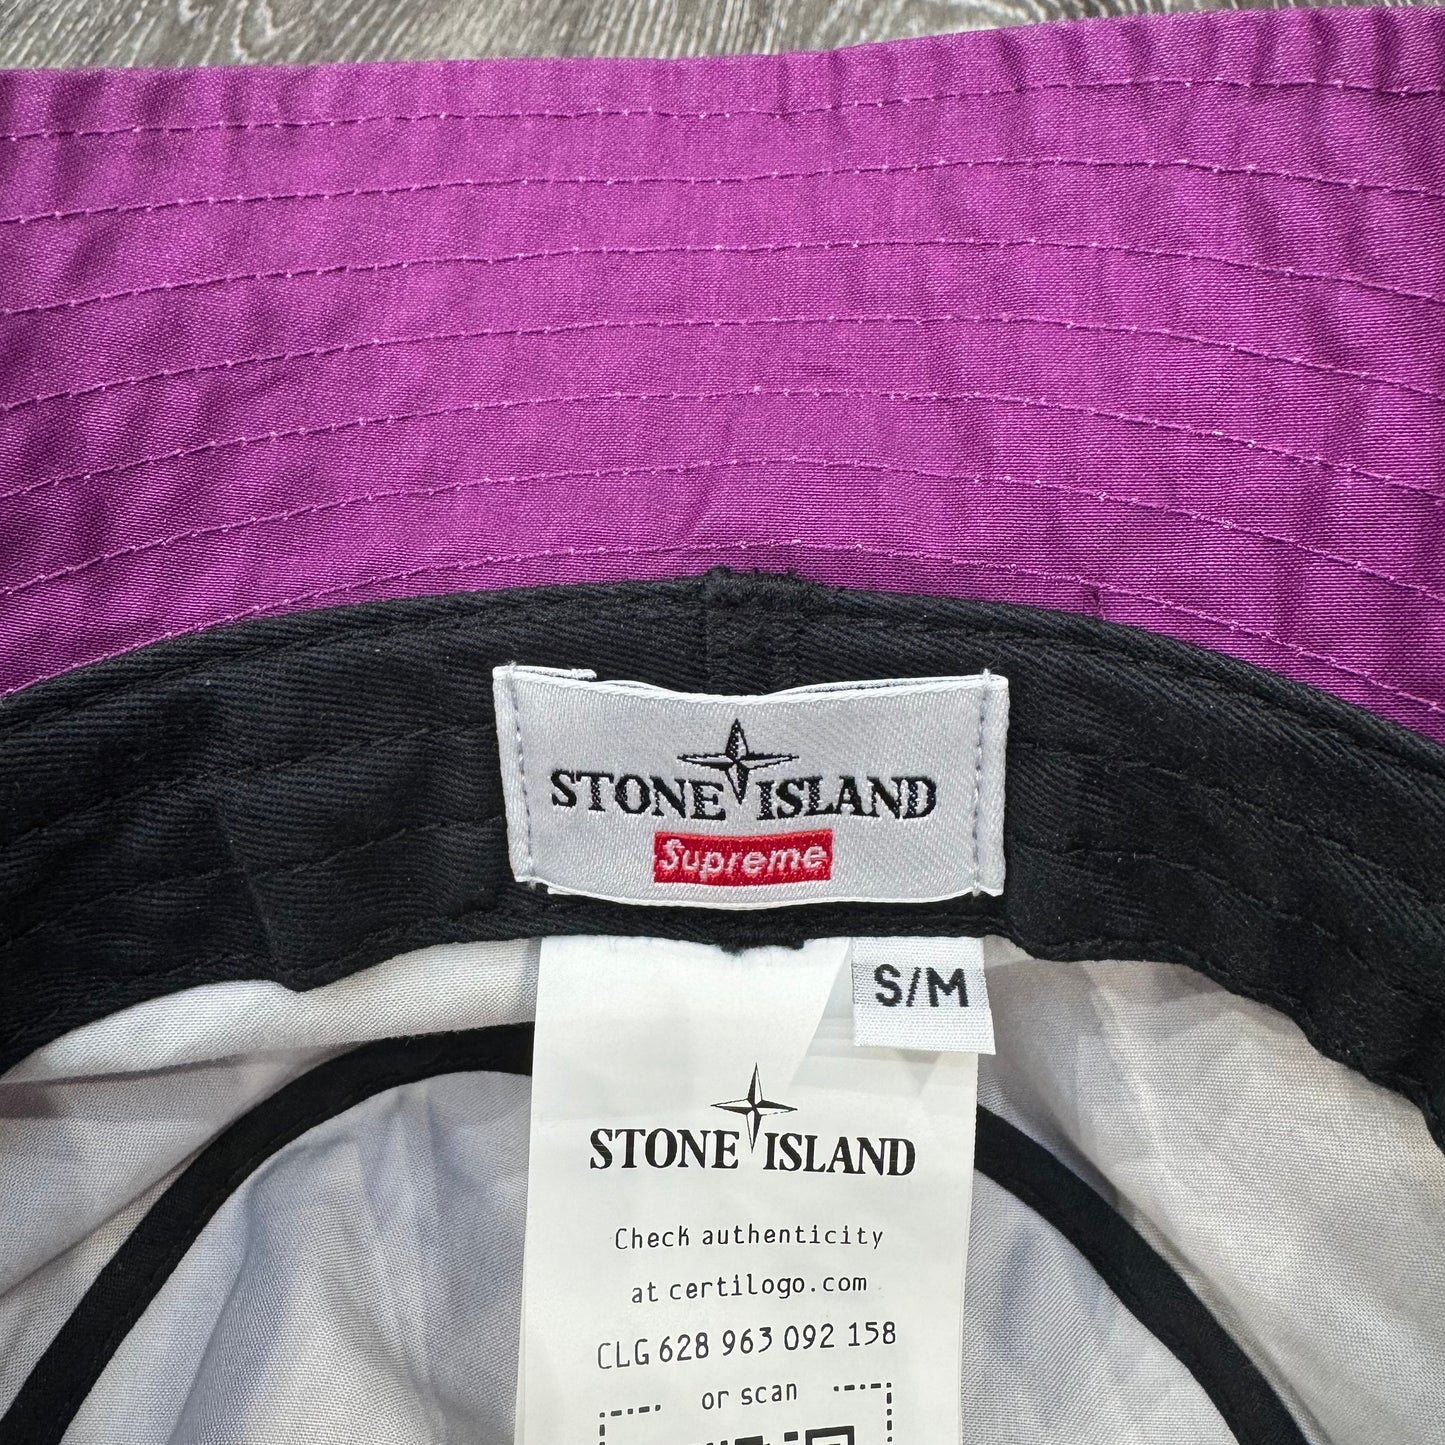 STONE ISLAND
Supreme
S/M
STONE ISLAND
Check authenticity
at certilogo.com
CLG 628 963 092 158
or scan